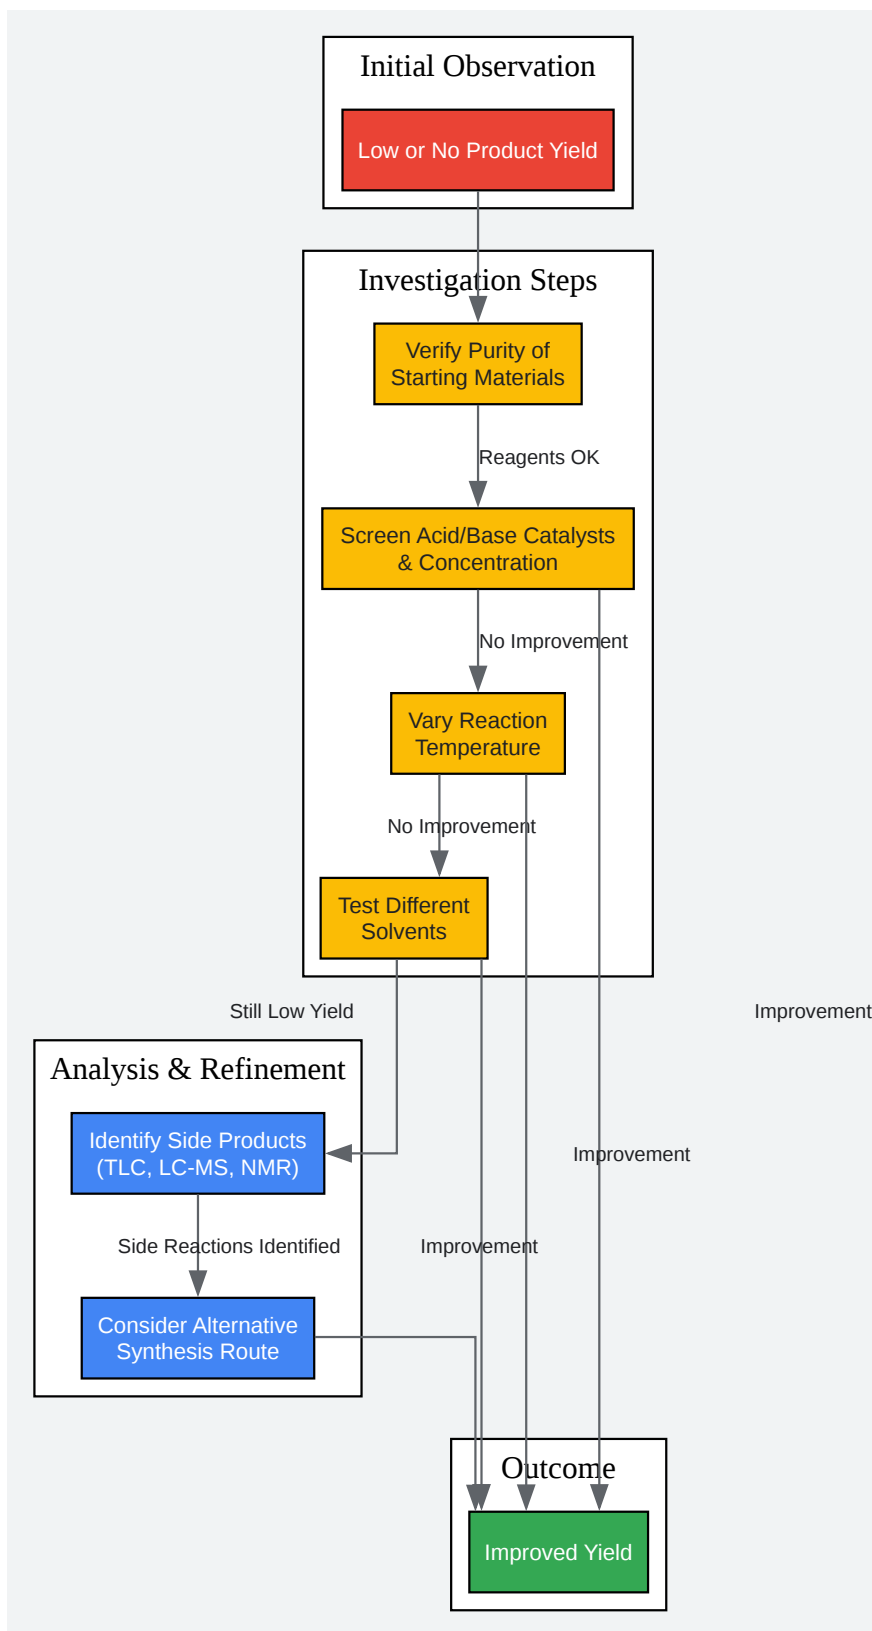 Initial Observation
Low or No Product Yield
Investigation Steps
Verify Purity of
Starting Materials
Reagents OK
Screen Acid/Base Catalysts
& Concentration
No Improvement
Vary Reaction
Temperature
No Improvement
Test Different
Solvents
Still Low Yield
Improvement
Analysis & Refinement
Identify Side Products
(TLC, LC-MS, NMR)
Improvement
Side Reactions Identified
Improvement
Consider Alternative
Synthesis Route
Outcome
Improved Yield